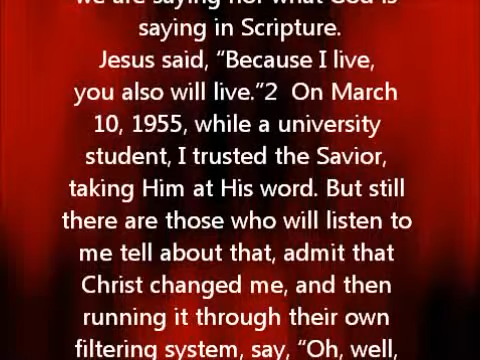 we are saying nor what God is
saying in Scripture.
Jesus said, “Because I live,
you also will live.”2  On March
10, 1955, while a university
student, I trusted the Savior,
taking Him at His word. But still
there are those who will listen to
me tell about that, admit that
Christ changed me, and then
running it through their own
filtering system, say, “Oh, well,